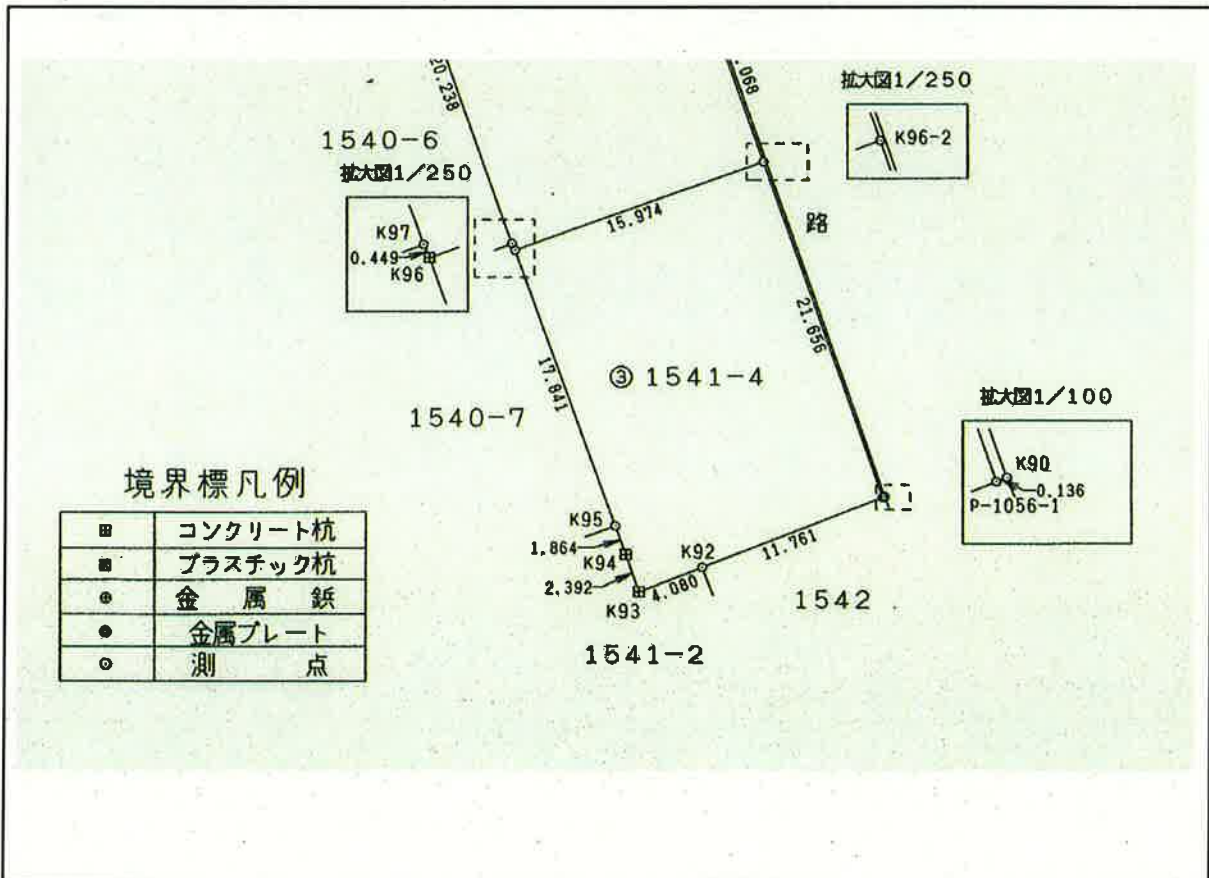 20.238
.068
拡大図1/250
K96-2
1540-6
拡大図1/250
K97
0.449
K96
15.974
路
21.656
17.841
③ 1541-4
1540-7
拡大図1/100
K90
0.136
P-1056-1
境界標凡例
コンクリート杭
プラスチック杭
金属鋲
金属プレート
測点
K95
1.864
K94
2.392
K93
4.080
K92
11.761
1542
1541-2